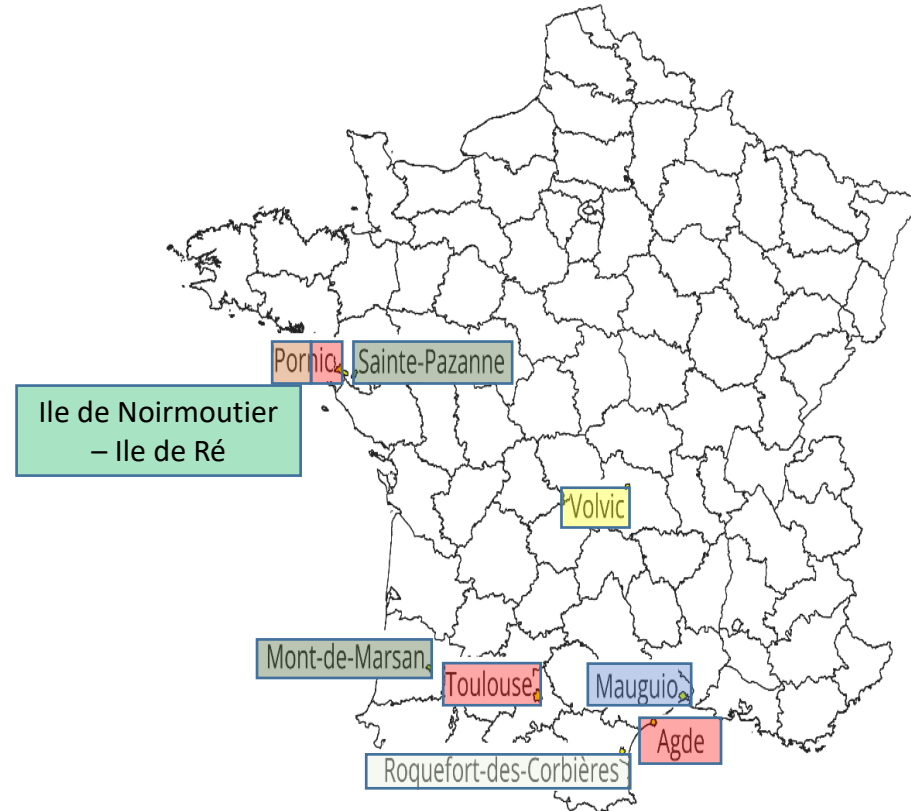 Pornic
Sainte-Pazanne
Ile de Noirmoutier
– Ile de Ré
Volvic
Mont-de-Marsan
Toulouse
Mauguio
Agde
Roquefort-des-Corbières